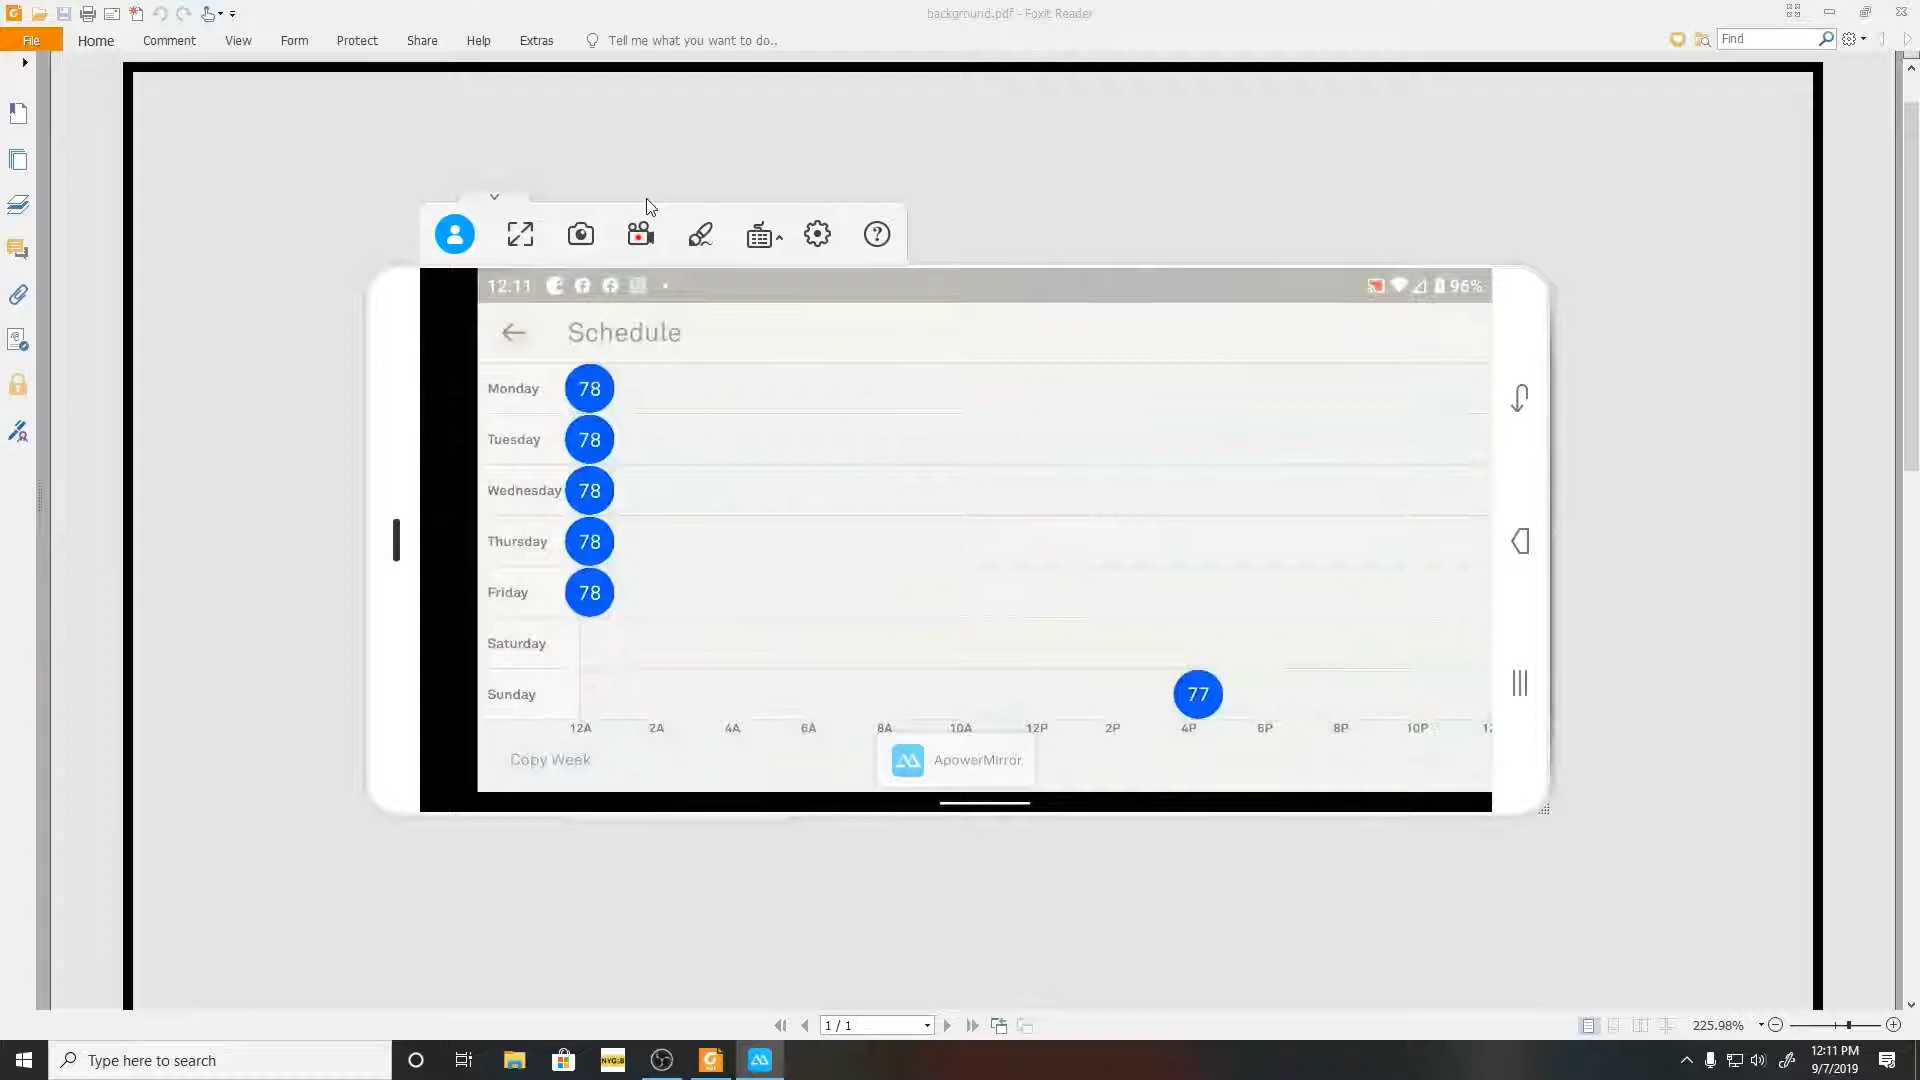 background.pdf - Foxit Reader
File Home Comment View Form Protect Share Help Extras Tell me what you want to do.. Find
12:11 96%
Schedule
Monday 78
Tuesday 78
Wednesday 78
Thursday 78
Friday 78
Saturday
Sunday 77
12A 2A 4A 6A 8A 10A 12P 2P 4P 6P 8P 10P
Copy Week ApowerMirror
1 / 1 225.98%
Type here to search 12:11 PM
9/7/2019